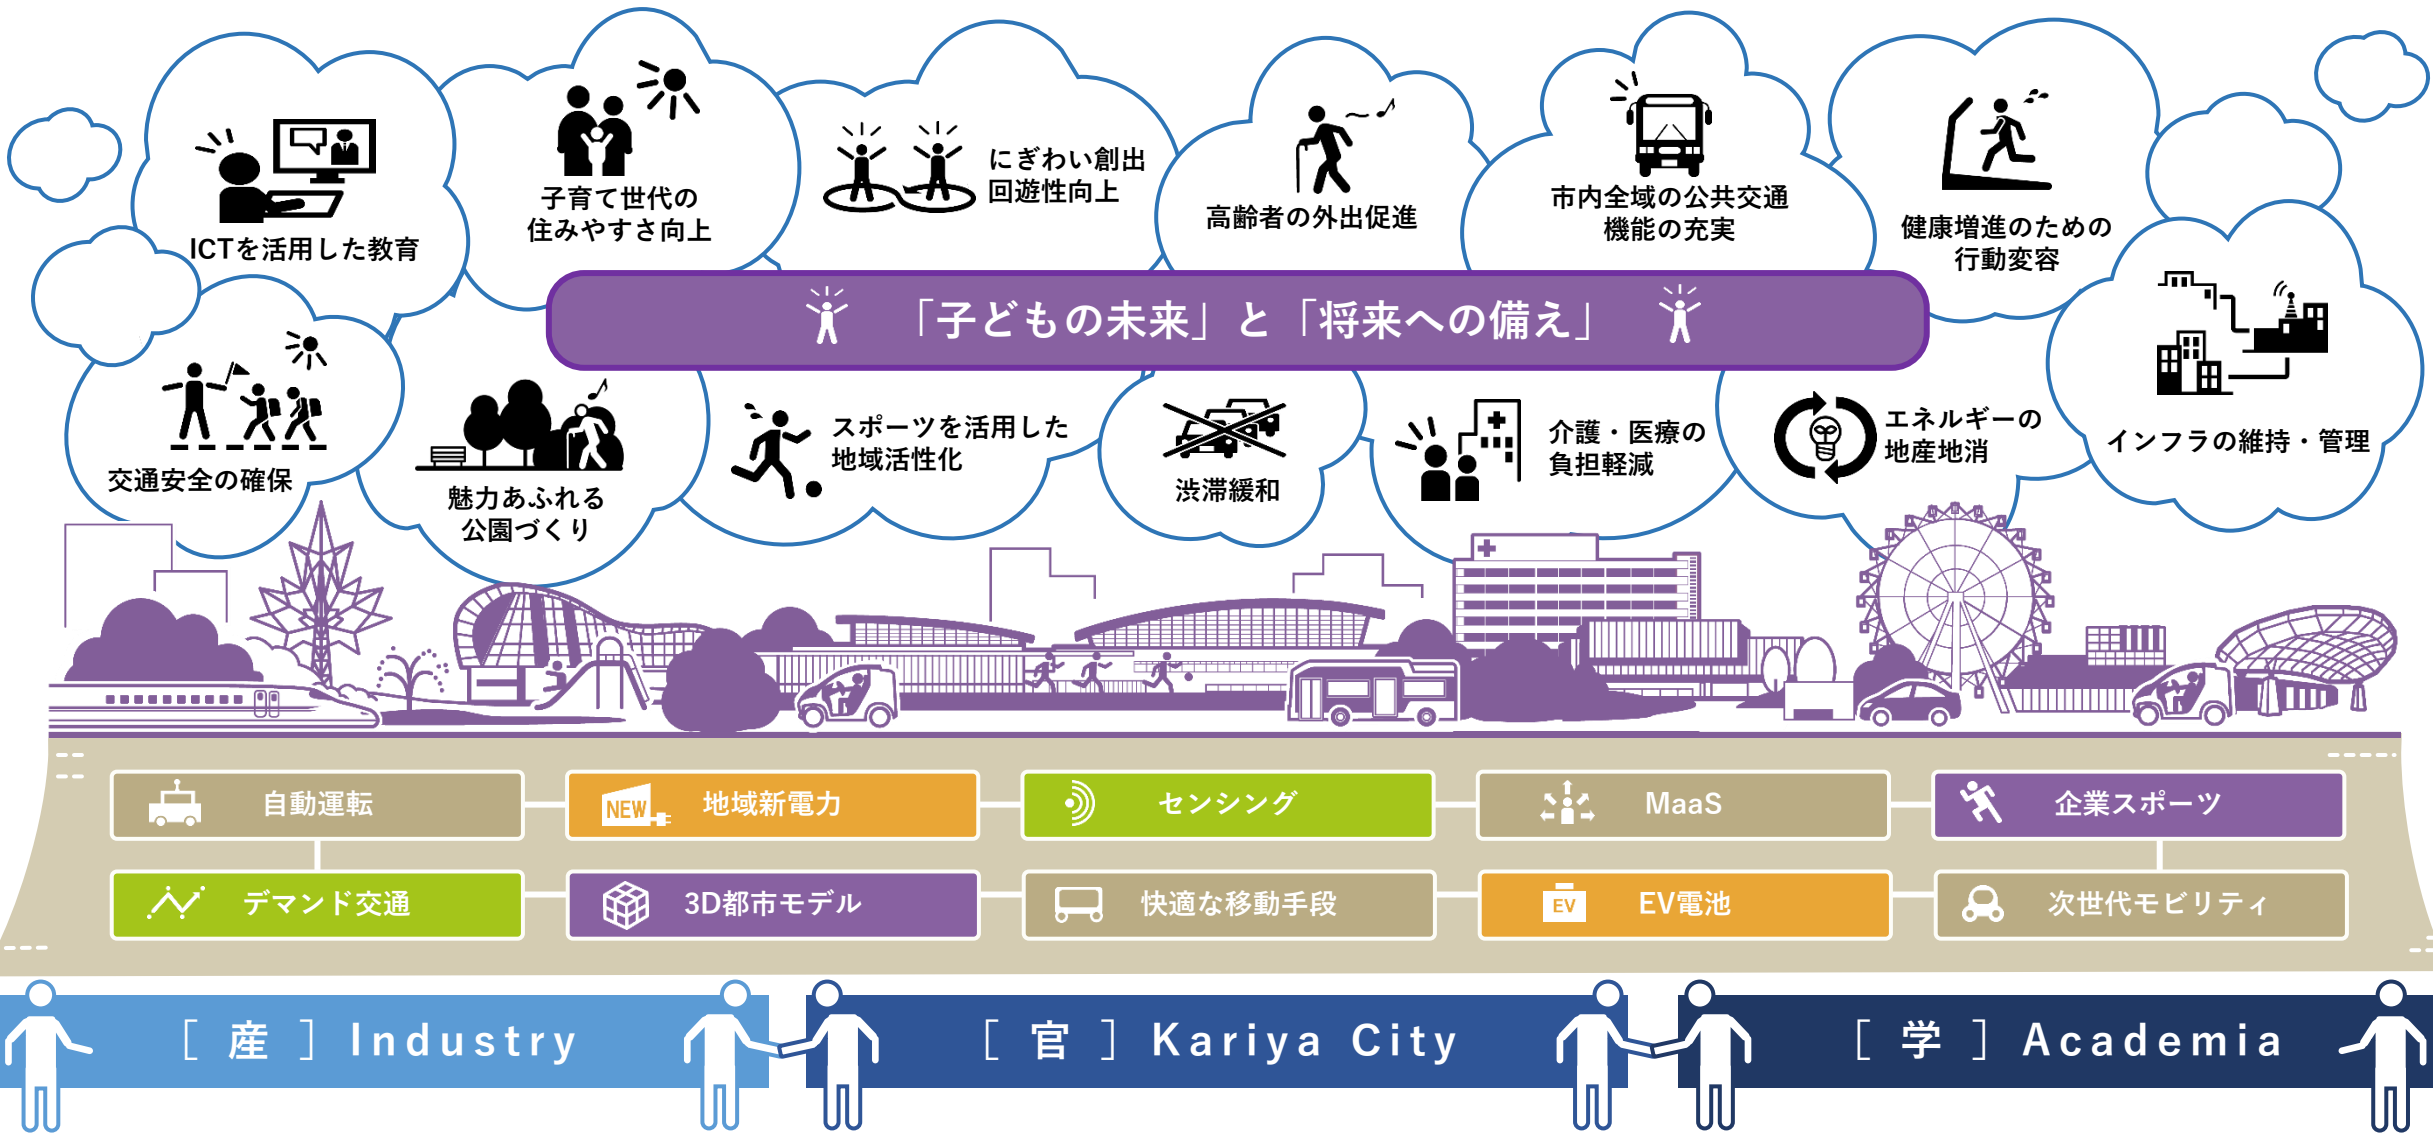 ICTを活用した教育
子育て世代の
住みやすさ向上
にぎわい創出
回遊性向上
高齢者の外出促進
市内全域の公共交通
機能の充実
健康増進のための
行動変容
「子どもの未来」と「将来への備え」
交通安全の確保
魅力あふれる
公園づくり
スポーツを活用した
地域活性化
渋滞緩和
介護・医療の
負担軽減
エネルギーの
地産地消
インフラの維持・管理
自動運転
NEW
地域新電力
センシング
MaaS
企業スポーツ
デマンド交通
3D都市モデル
快適な移動手段
EV
EV電池
次世代モビリティ
［産］Industry
［官］Kariya City
［学］Academia